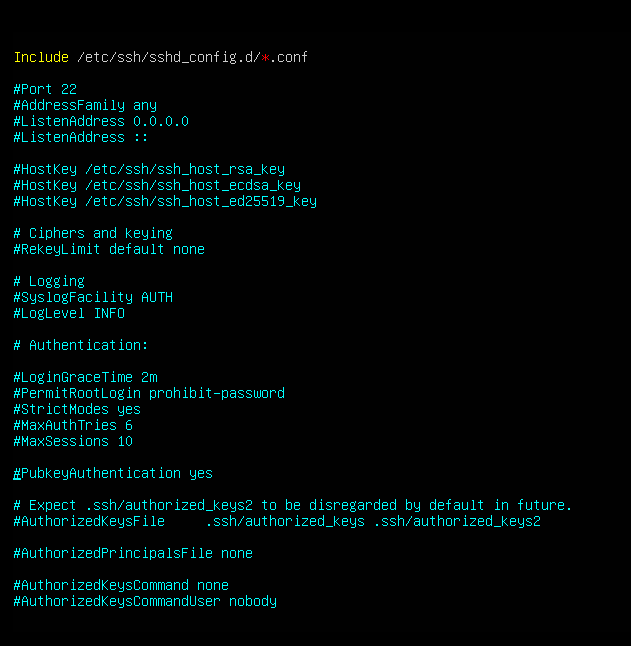 Include /etc/ssh/sshd_config.d/*.conf
#Port 22
#AddressFamily any
#ListenAddress 0.0.0.0
#ListenAddress ::
#HostKey /etc/ssh/ssh_host_rsa_key
#HostKey /etc/ssh/ssh_host_ecdsa_key
#HostKey /etc/ssh/ssh_host_ed25519_key
# Ciphers and keying
#RekeyLimit default none
# Logging
#SyslogFacility AUTH
#LogLevel INFO
# Authentication:
#LoginGraceTime 2m
#PermitRootLogin prohibit-password
#StrictModes yes
#MaxAuthTries 6
#MaxSessions 10
#PubkeyAuthentication yes
# Expect .ssh/authorized_keys2 to be disregarded by default in future.
#AuthorizedKeysFile     .ssh/authorized_keys .ssh/authorized_keys2
#AuthorizedPrincipalsFile none
#AuthorizedKeysCommand none
#AuthorizedKeysCommandUser nobody